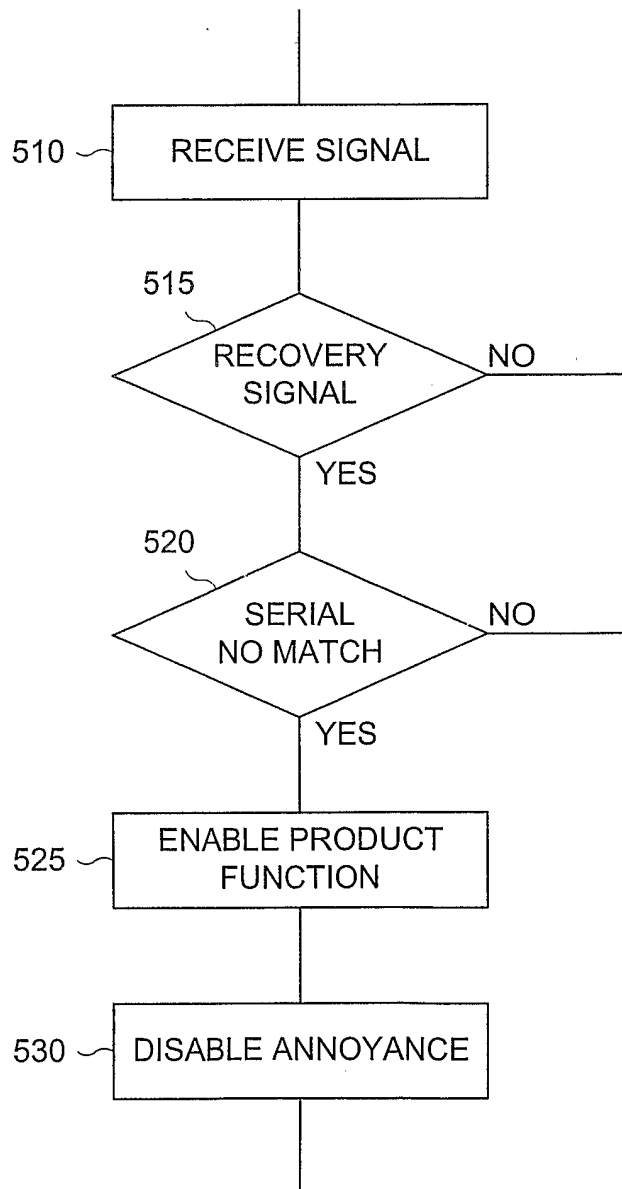 510
RECEIVE SIGNAL
515
RECOVERY
SIGNAL
NO
YES
520
SERIAL
NO MATCH
NO
YES
525
ENABLE PRODUCT
FUNCTION
530
DISABLE ANNOYANCE